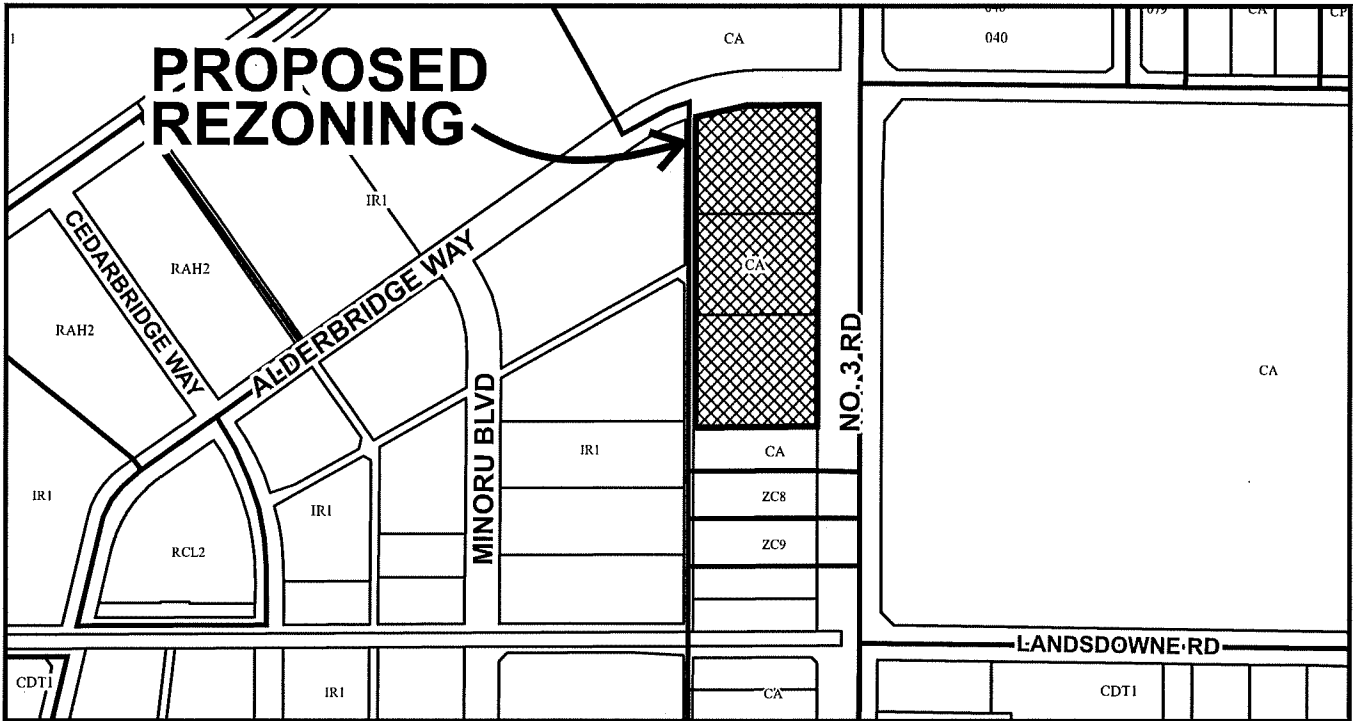 CA
040
CA
PROPOSED
REZONING
IR1
CEDARBRIDGE WAY
RAH2
RAH2
ALDERBRIDGE WAY
CA
NO. 3 RD
CA
MINORU BLVD
IR1
CA
IR1
IR1
ZC8
RCL2
ZC9
LANDSDOWNE RD
CDT1
IR1
CA
CDT1